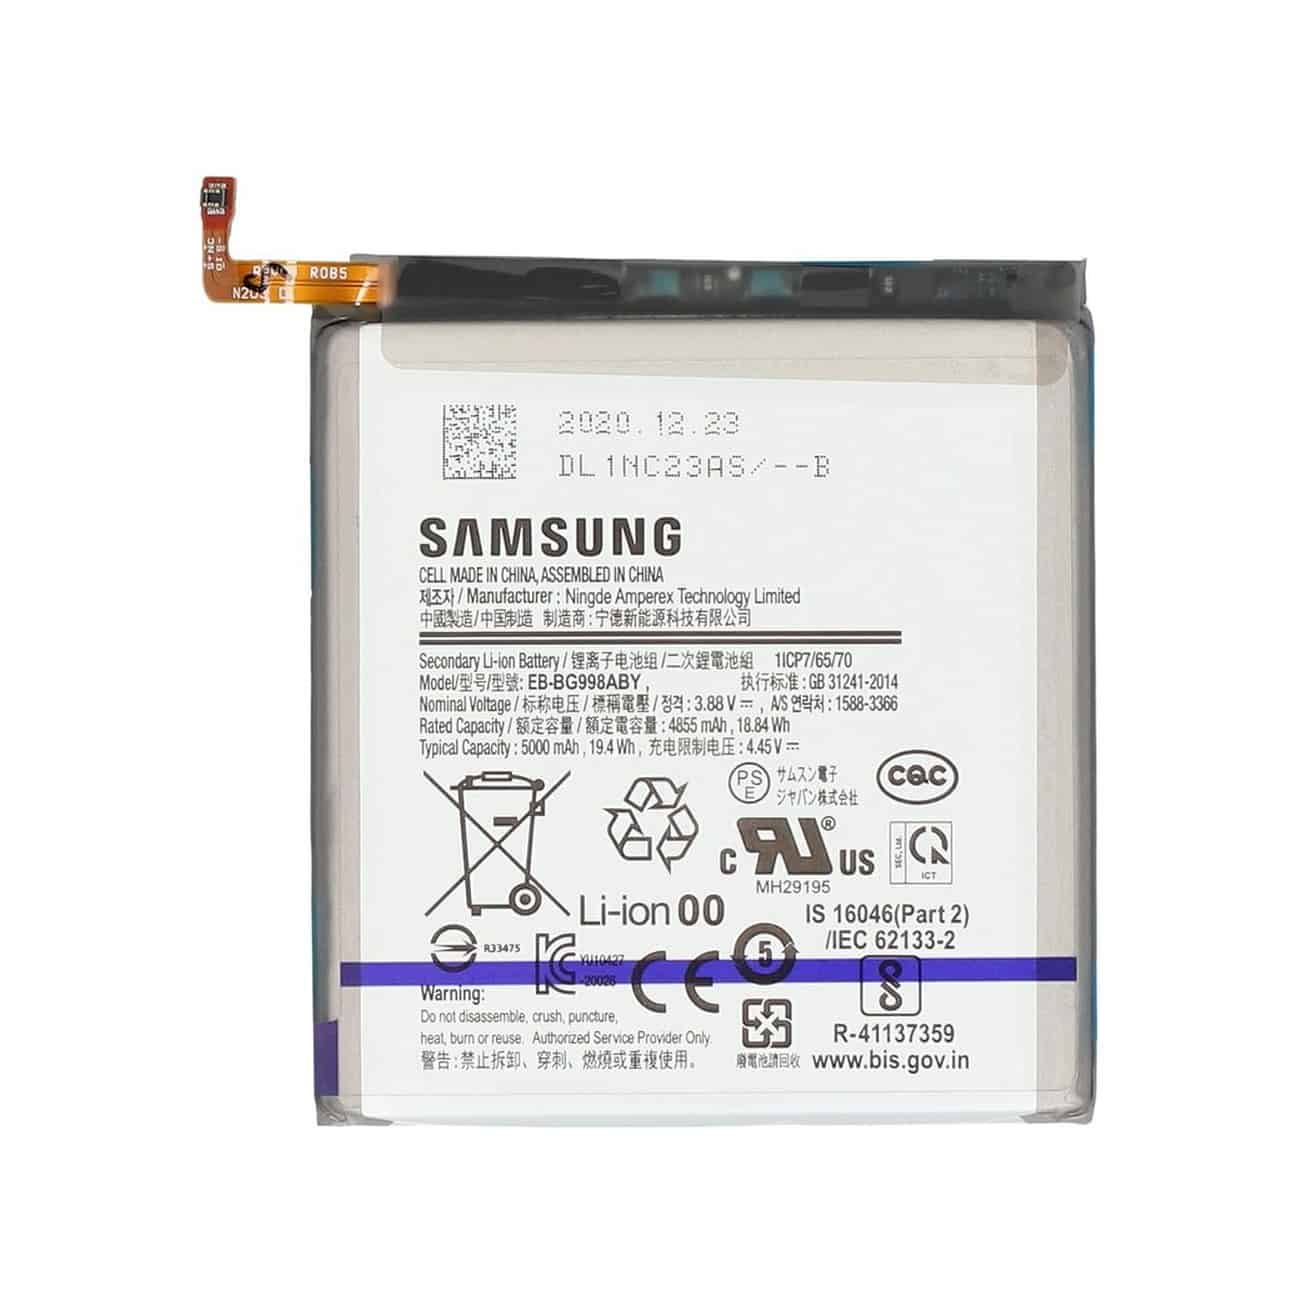 R085
2020.12.23
DL1NC23AS/--B
SAMSUNG
CELL MADE IN CHINA, ASSEMBLED IN CHINA
제조자 / Manufacturer : Ningde Amperex Technology Limited
中國製造/中国制造 制造商 : 宁德新能源科技有限公司
Secondary Li-ion Battery / 锂离子电池组 /二次鋰電池組 1ICP7/65/70
Model/型号/型號: EB-BG998ABY , 执行标准 : GB 31241-2014
Nominal Voltage / 标称电压 / 標稱電壓 / 정격 : 3.88 V⎓ , A/S 연락처 : 1588-3366
Rated Capacity / 额定容量 / 額定電容量 : 4855 mAh , 18.84 Wh
Typical Capacity : 5000 mAh , 19.4 Wh , 充电限制电压 : 4.45 V⎓
PS
E
サムスン電子
ジャパン株式会社
CQC
c RU ® US
MH29195
SEC, Ltd.
ICT
Li-ion 00
IS 16046(Part 2)
/IEC 62133-2
R33475
KC
YU10427
-20026
CE
5
Warning:
Do not disassemble, crush, puncture,
heat, burn or reuse. Authorized Service Provider Only.
警告 : 禁止拆卸、穿刺、燃燒或重複使用。
廢電池請回收
R-41137359
www.bis.gov.in